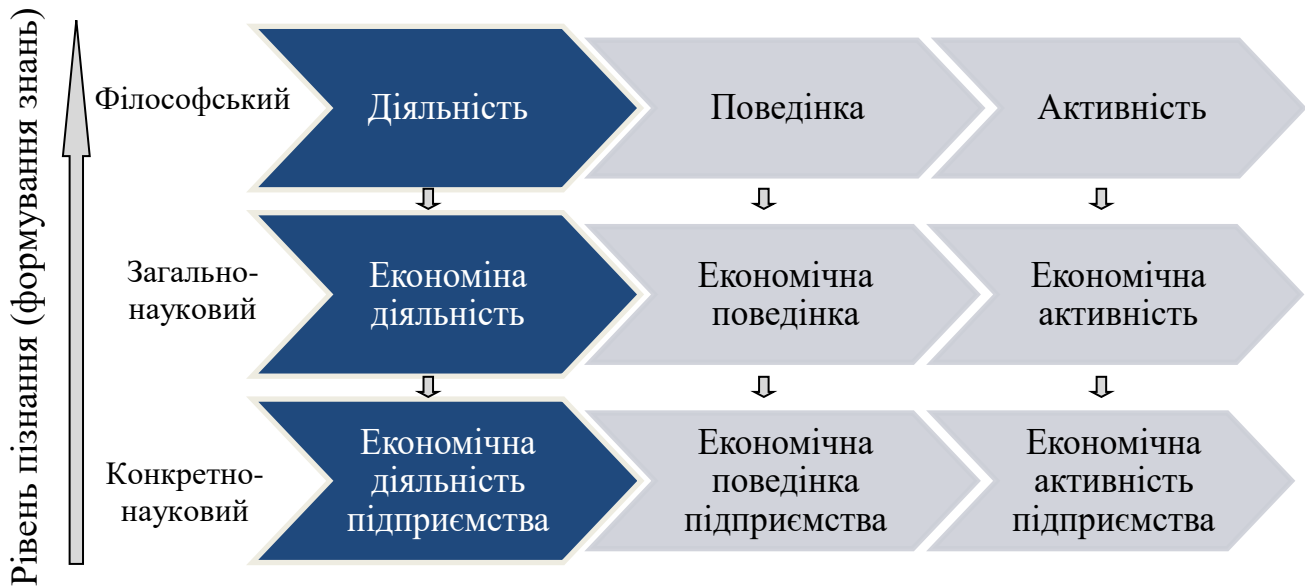 Рівень пізнання (формування знань)
Філософський
Діяльність
Поведінка
Активність
Загально-
науковий
Економіна
діяльність
Економічна
поведінка
Економічна
активність
Конкретно-
науковий
Економічна
діяльність
підприємства
Економічна
поведінка
підприємства
Економічна
активність
підприємства